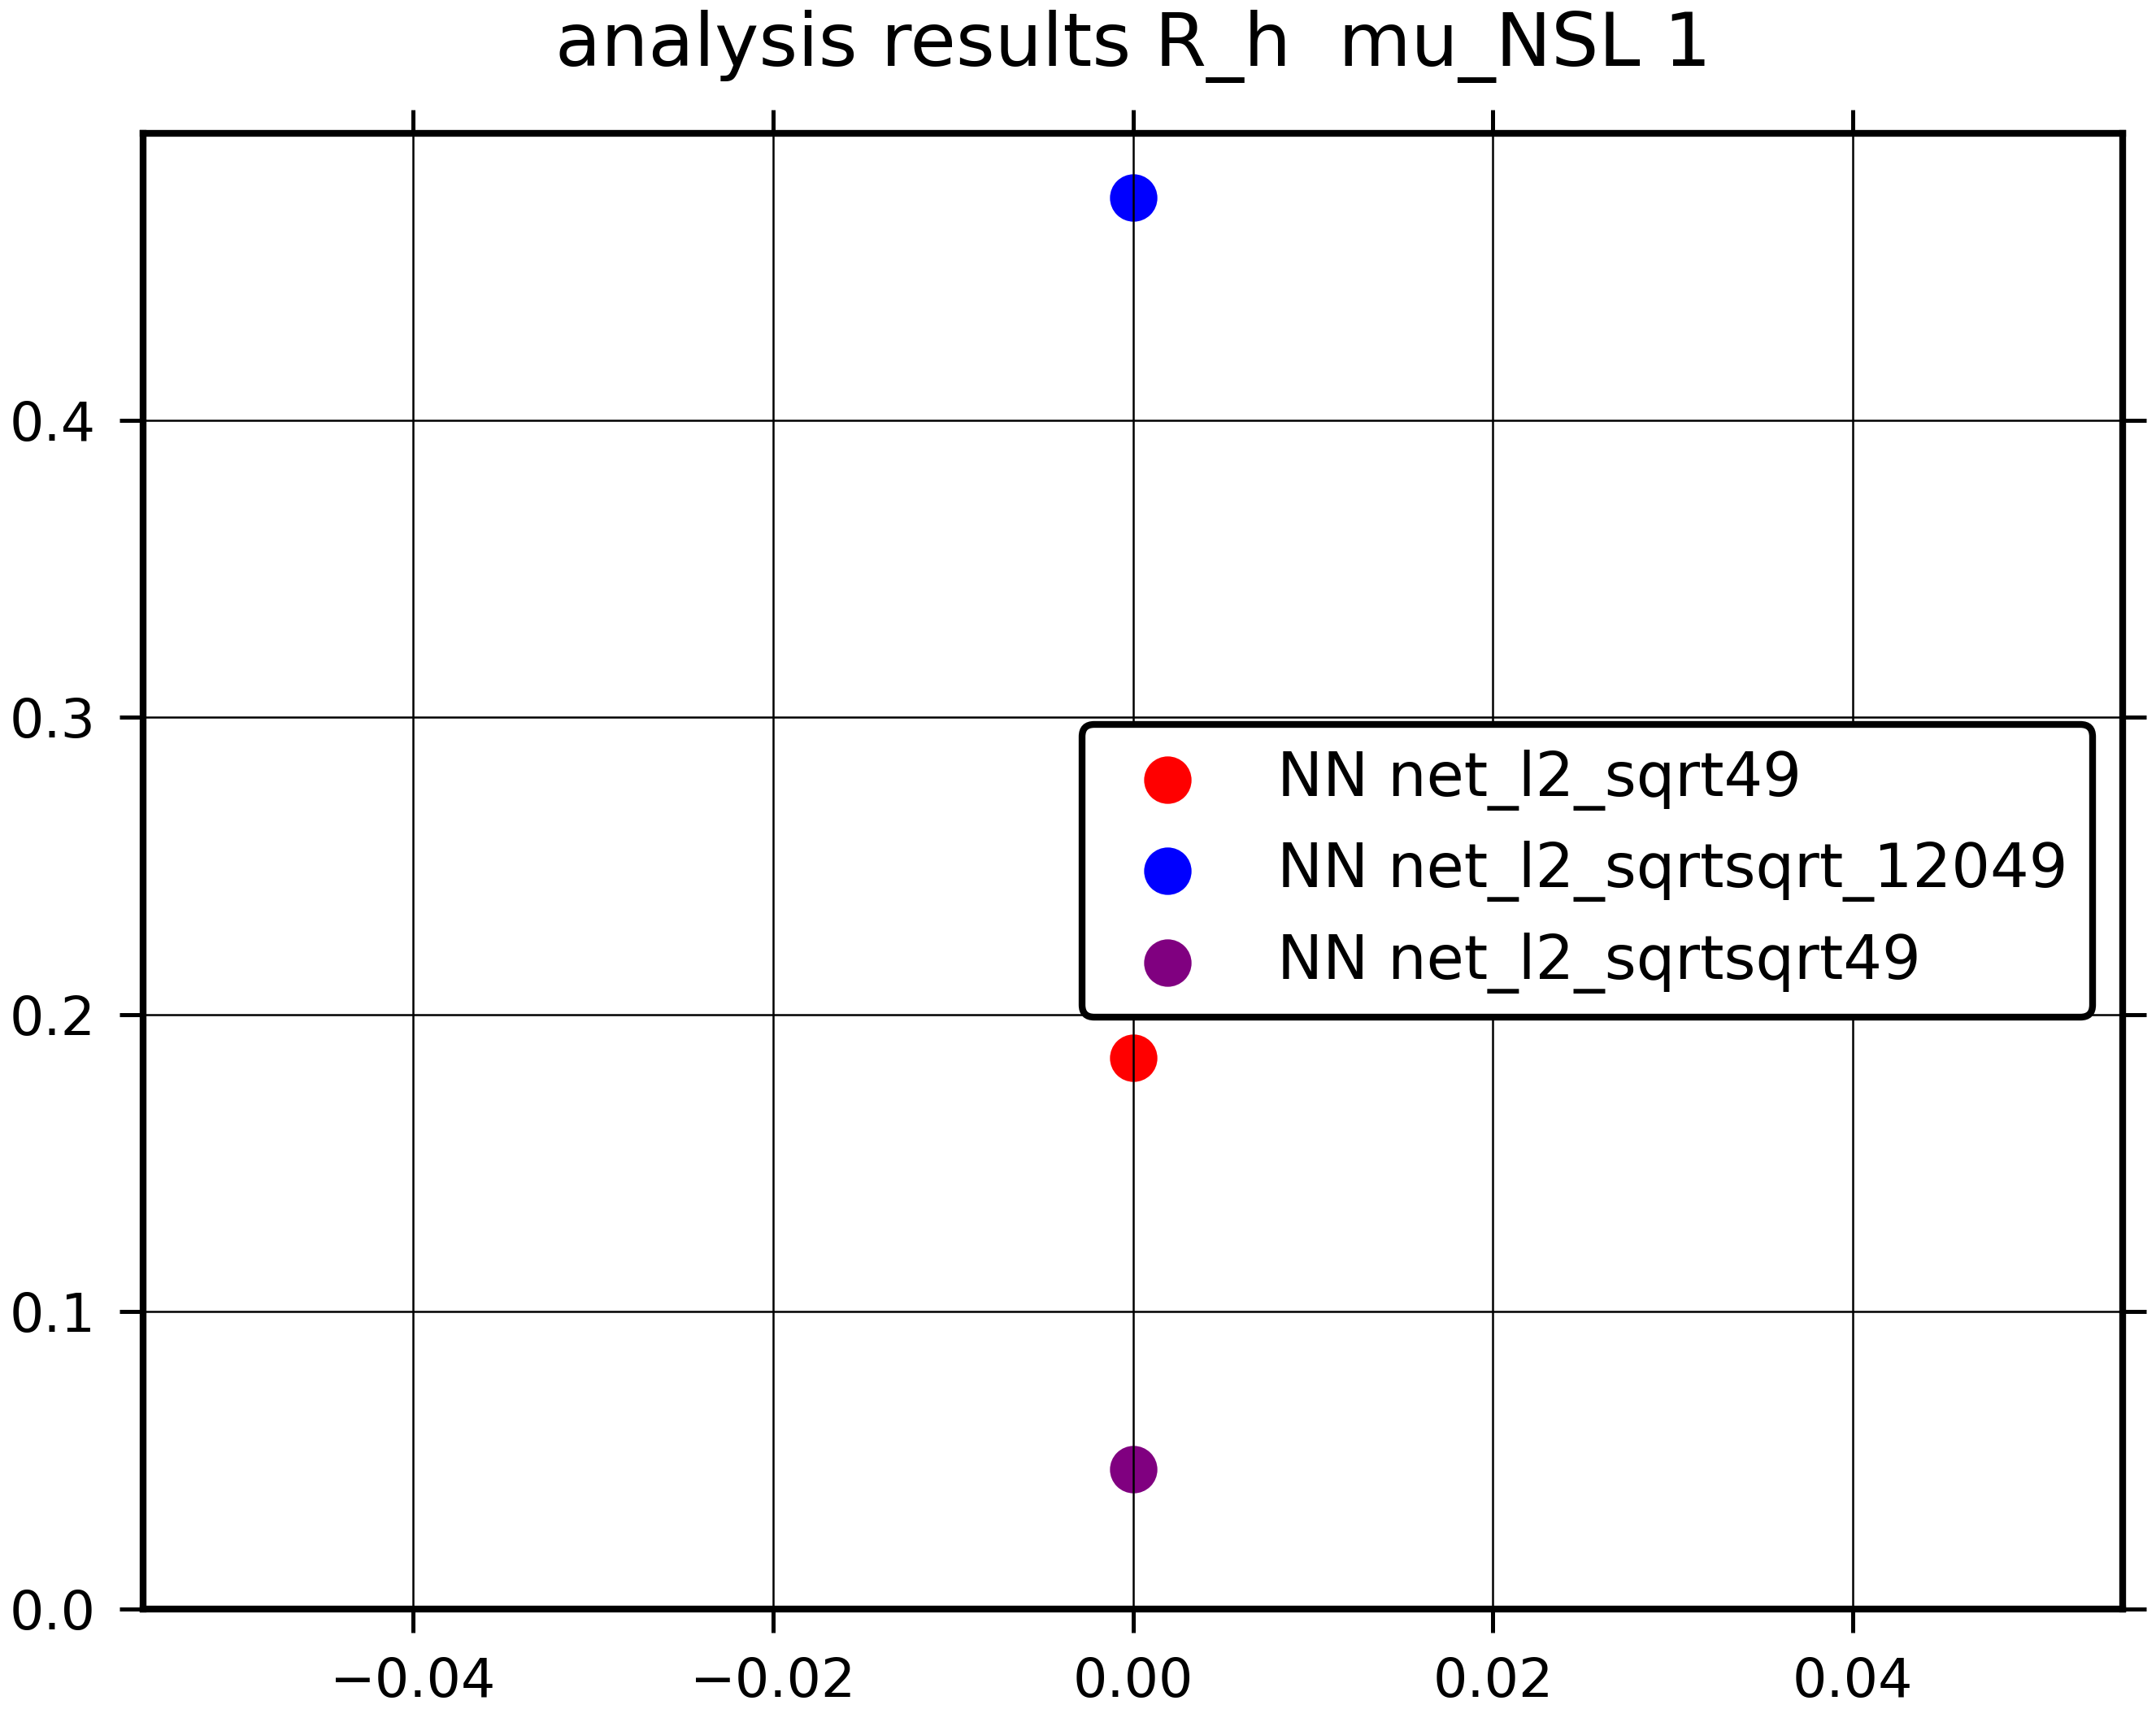 analysis results R_h  mu_NSL 1
0.4
0.3
0.2
0.1
0.0
NN net_l2_sqrt49
NN net_l2_sqrtsqrt_12049
NN net_l2_sqrtsqrt49
−0.04
−0.02
0.00
0.02
0.04